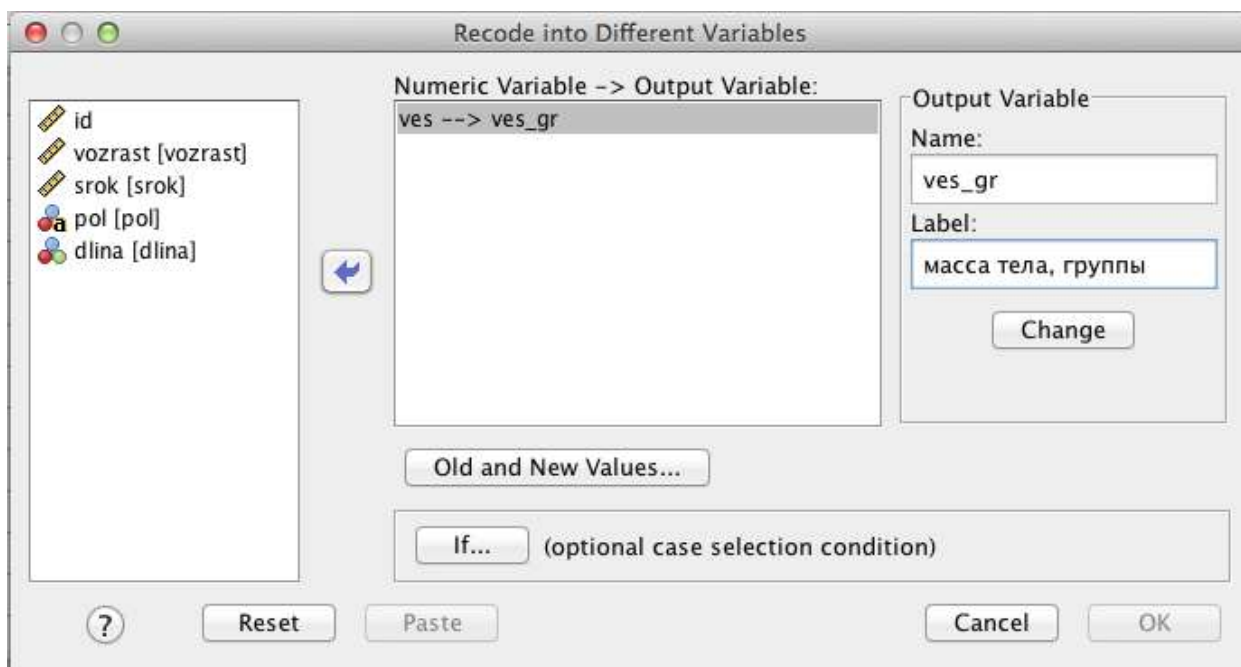 Recode into Different Variables
id
vozrast [vozrast]
srok [srok]
a pol [pol]
dlina [dlina]
Numeric Variable -> Output Variable:
ves --> ves_gr
Output Variable
Name:
ves_gr
Label:
масса тела, группы
Change
Old and New Values...
If... (optional case selection condition)
? Reset Paste Cancel OK